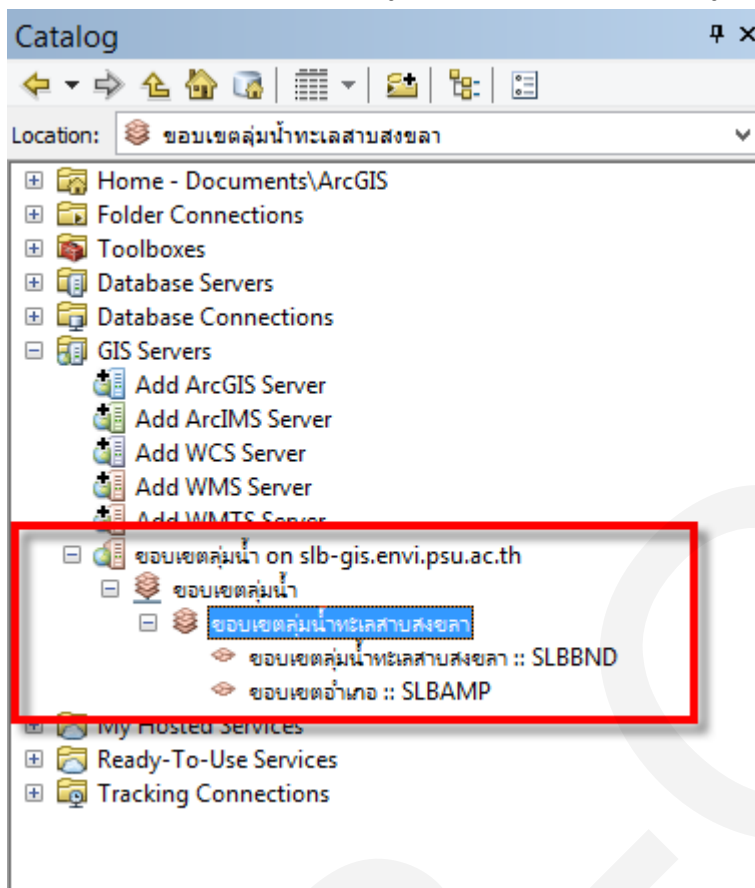 Catalog
Location: ขอบเขตลุ่มน้ำทะเลสาบสงขลา
Home - Documents\ArcGIS
Folder Connections
Toolboxes
Database Servers
Database Connections
GIS Servers
Add ArcGIS Server
Add ArcIMS Server
Add WCS Server
Add WMS Server
Add WMTS Server
ขอบเขตลุ่มน้ำ on slb-gis.envi.psu.ac.th
ขอบเขตลุ่มน้ำ
ขอบเขตลุ่มน้ำทะเลสาบสงขลา
ขอบเขตลุ่มน้ำทะเลสาบสงขลา :: SLBBND
ขอบเขตอำเภอ :: SLBAMP
My Hosted Services
Ready-To-Use Services
Tracking Connections